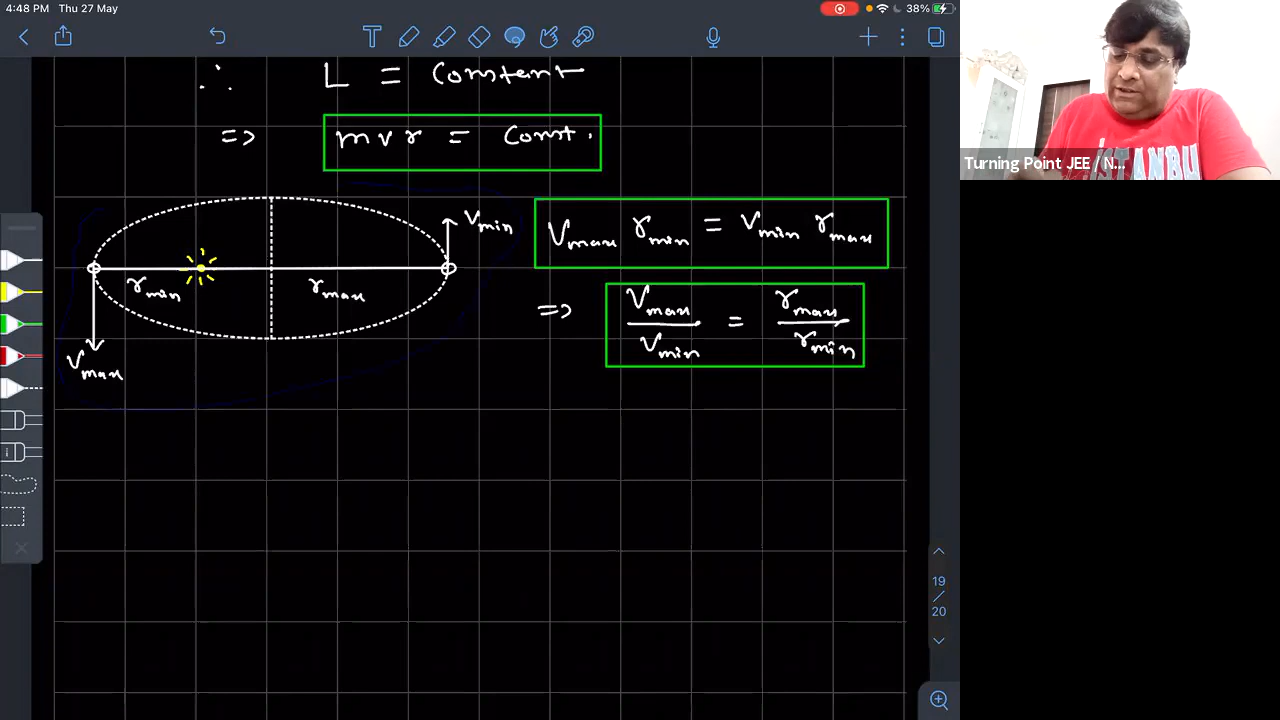 4:48 PM Thu 27 May
38%
∴ L = Constant
=> mvr = Const.
Vmin
Vmax rmin = Vmin rmax
rmin rmax
Vmax
=> Vmax/Vmin = rmax/rmin
Turning Point JEE / N...
ISTANBU
19
/
20